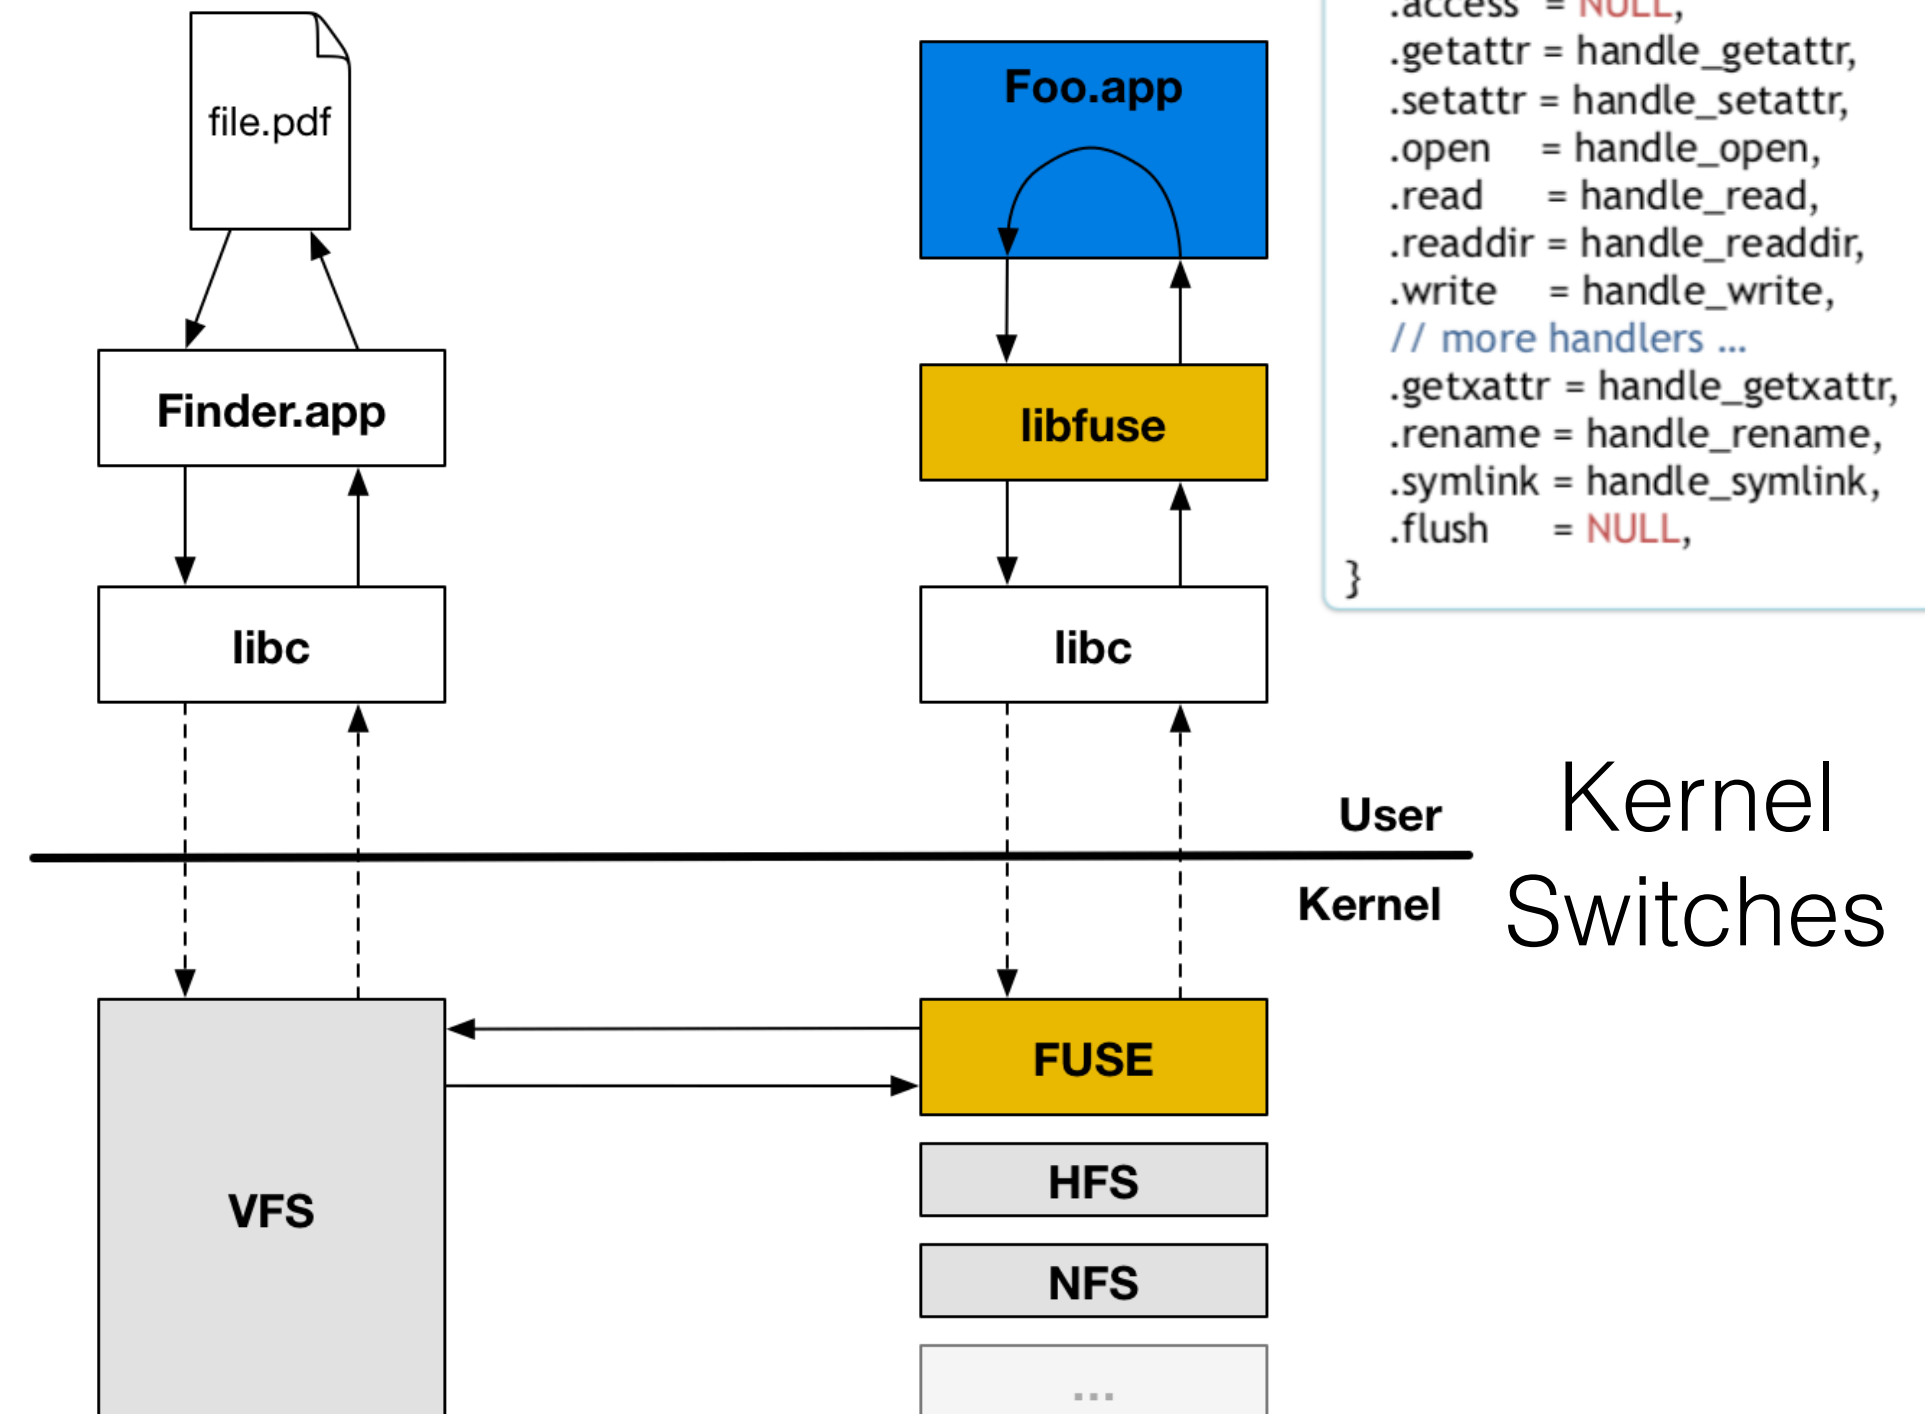 file.pdf
Finder.app
libc
VFS
Foo.app
libfuse
libc
User
Kernel
FUSE
HFS
NFS
...
.access = NULL,
.getattr = handle_getattr,
.setattr = handle_setattr,
.open = handle_open,
.read = handle_read,
.readdir = handle_readdir,
.write = handle_write,
// more handlers ...
.getxattr = handle_getxattr,
.rename = handle_rename,
.symlink = handle_symlink,
.flush = NULL,
}
Kernel
Switches